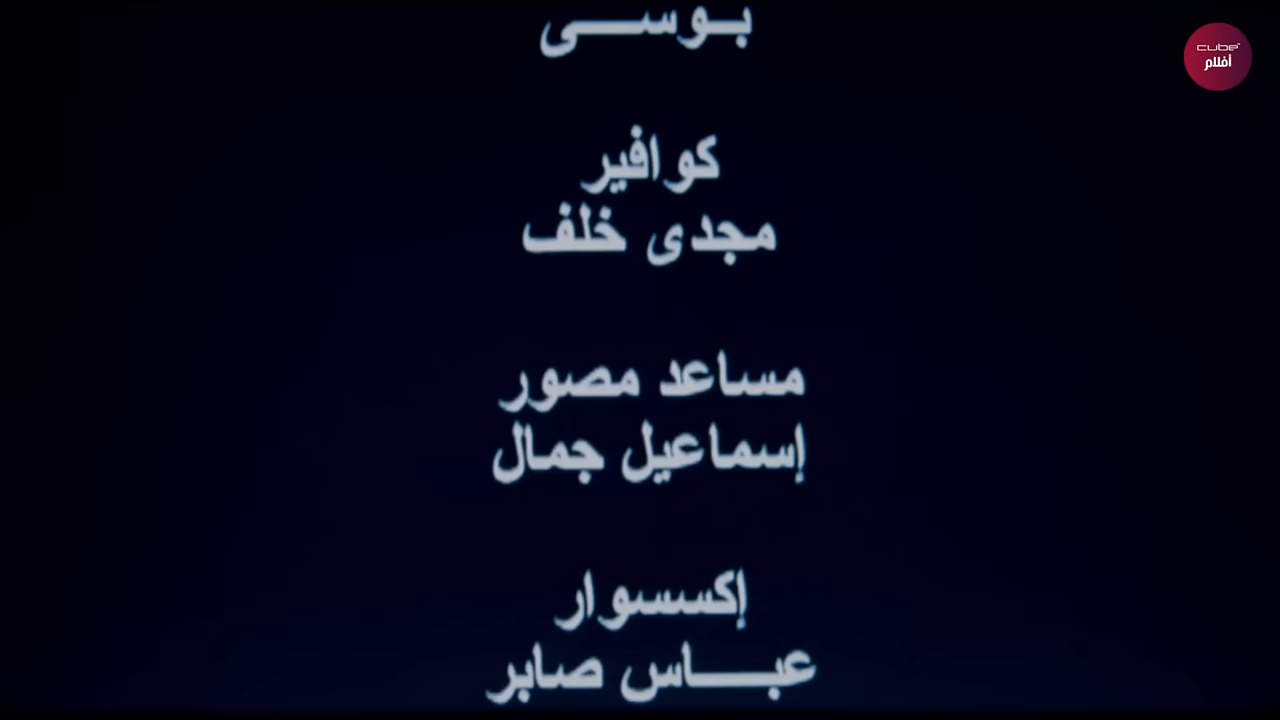 بوسى
cube
أفلام
كوافير
مجدى خلف
مساعد مصور
إسماعيل جمال
إكسسوار
عباس صابر